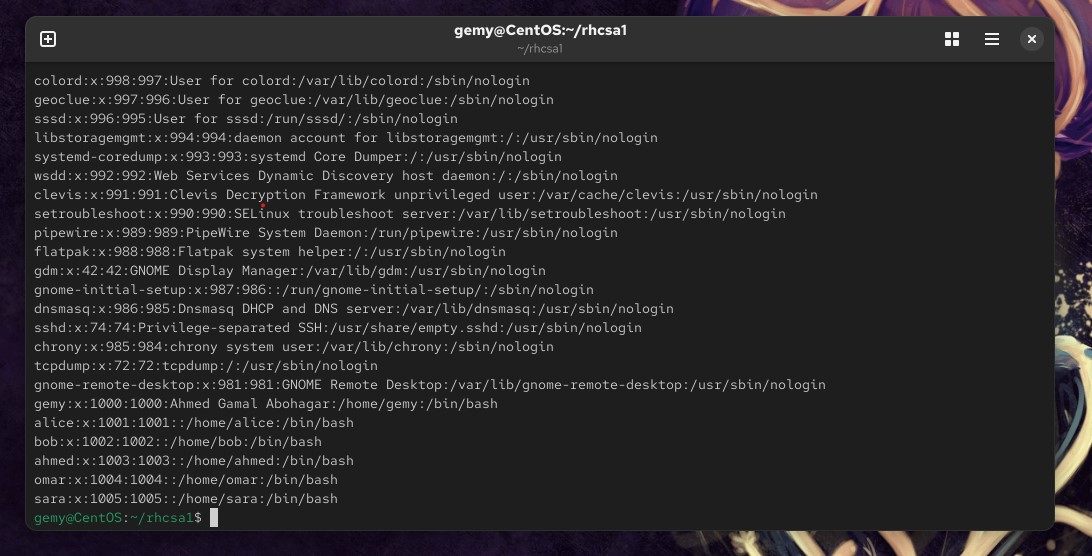 gemy@CentOS:~/rhcsa1
~/rhcsa1
colord:x:998:997:User for colord:/var/lib/colord:/sbin/nologin
geoclue:x:997:996:User for geoclue:/var/lib/geoclue:/sbin/nologin
sssd:x:996:995:User for sssd:/run/sssd/:/sbin/nologin
libstoragemgmt:x:994:994:daemon account for libstoragemgmt:/:/usr/sbin/nologin
systemd-coredump:x:993:993:systemd Core Dumper:/:/usr/sbin/nologin
wsdd:x:992:992:Web Services Dynamic Discovery host daemon:/:/sbin/nologin
clevis:x:991:991:Clevis Decryption Framework unprivileged user:/var/cache/clevis:/usr/sbin/nologin
setroubleshoot:x:990:990:SELinux troubleshoot server:/var/lib/setroubleshoot:/usr/sbin/nologin
pipewire:x:989:989:PipeWire System Daemon:/run/pipewire:/usr/sbin/nologin
flatpak:x:988:988:Flatpak system helper:/:/usr/sbin/nologin
gdm:x:42:42:GNOME Display Manager:/var/lib/gdm:/usr/sbin/nologin
gnome-initial-setup:x:987:986::/run/gnome-initial-setup/:/sbin/nologin
dnsmasq:x:986:985:Dnsmasq DHCP and DNS server:/var/lib/dnsmasq:/usr/sbin/nologin
sshd:x:74:74:Privilege-separated SSH:/usr/share/empty.sshd:/usr/sbin/nologin
chrony:x:985:984:chrony system user:/var/lib/chrony:/sbin/nologin
tcpdump:x:72:72:tcpdump:/:/usr/sbin/nologin
gnome-remote-desktop:x:981:981:GNOME Remote Desktop:/var/lib/gnome-remote-desktop:/usr/sbin/nologin
gemy:x:1000:1000:Ahmed Gamal Abohagar:/home/gemy:/bin/bash
alice:x:1001:1001::/home/alice:/bin/bash
bob:x:1002:1002::/home/bob:/bin/bash
ahmed:x:1003:1003::/home/ahmed:/bin/bash
omar:x:1004:1004::/home/omar:/bin/bash
sara:x:1005:1005::/home/sara:/bin/bash
gemy@CentOS:~/rhcsa1$